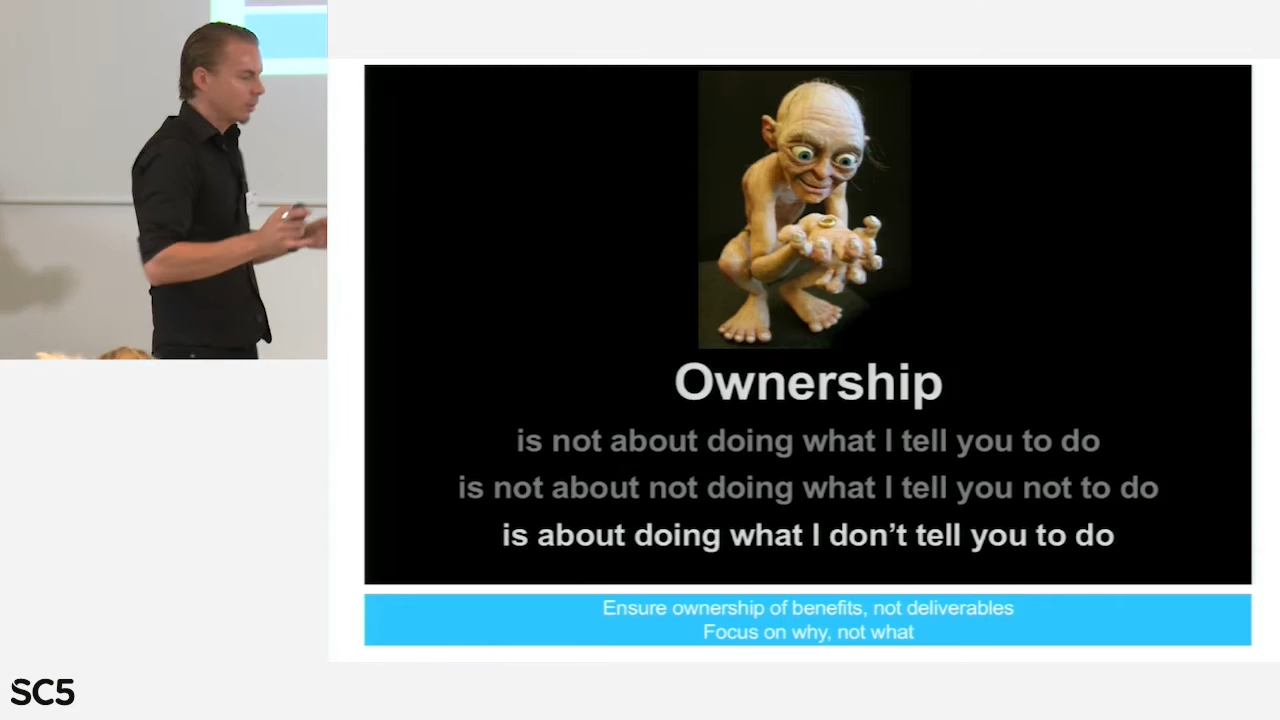 Ownership
is not about doing what I tell you to do
is not about not doing what I tell you not to do
is about doing what I don’t tell you to do
Ensure ownership of benefits, not deliverables
Focus on why, not what
SC5